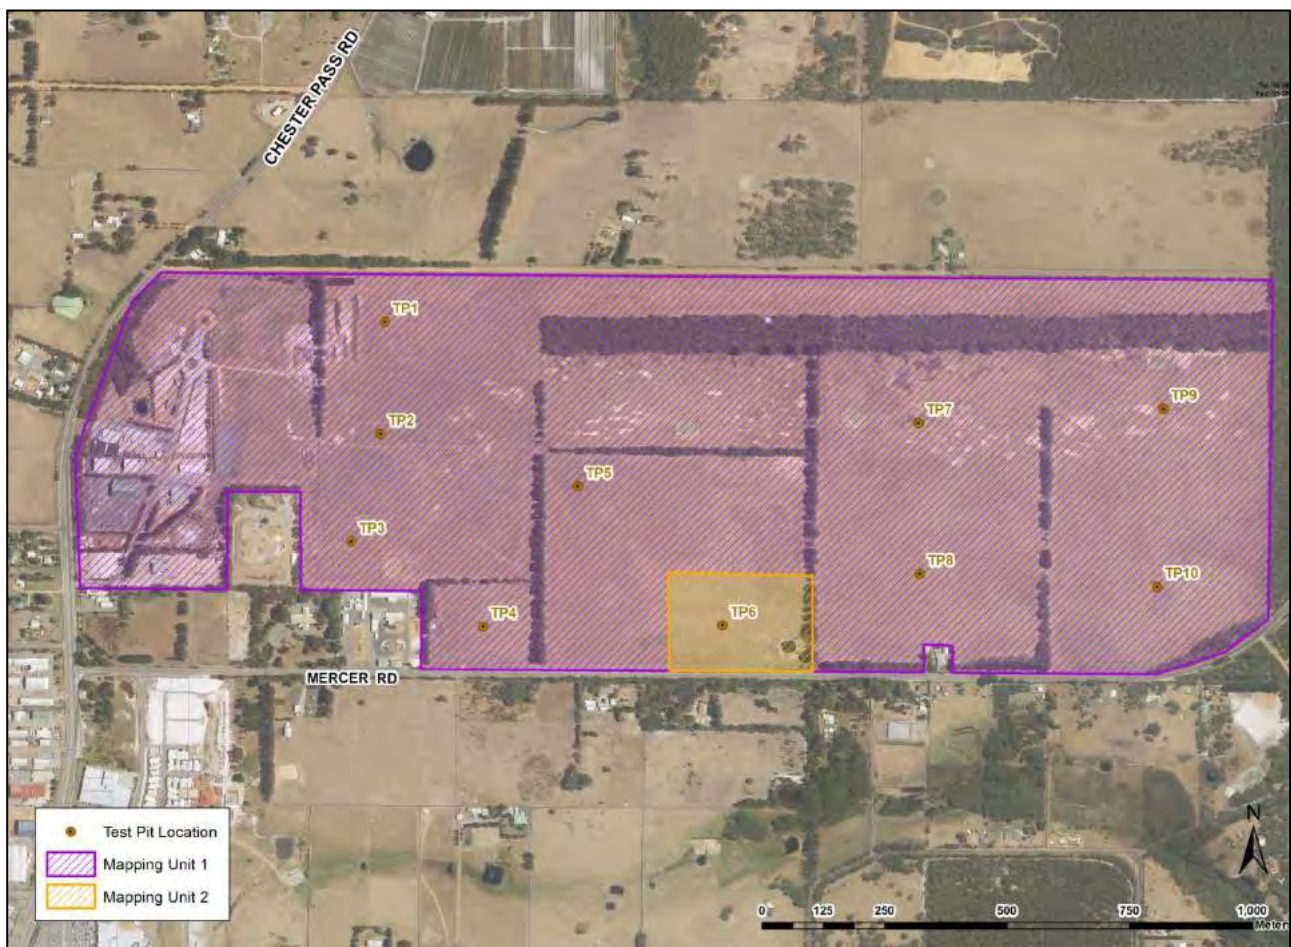 CHESTER PASS RD
TP1
TP2
TP9
TP7
TP5
TP3
TP8
TP10
TP4
TP6
MERCER RD
Test Pit Location
Mapping Unit 1
Mapping Unit 2
N
0 125 250 500 750 1,000
Meters